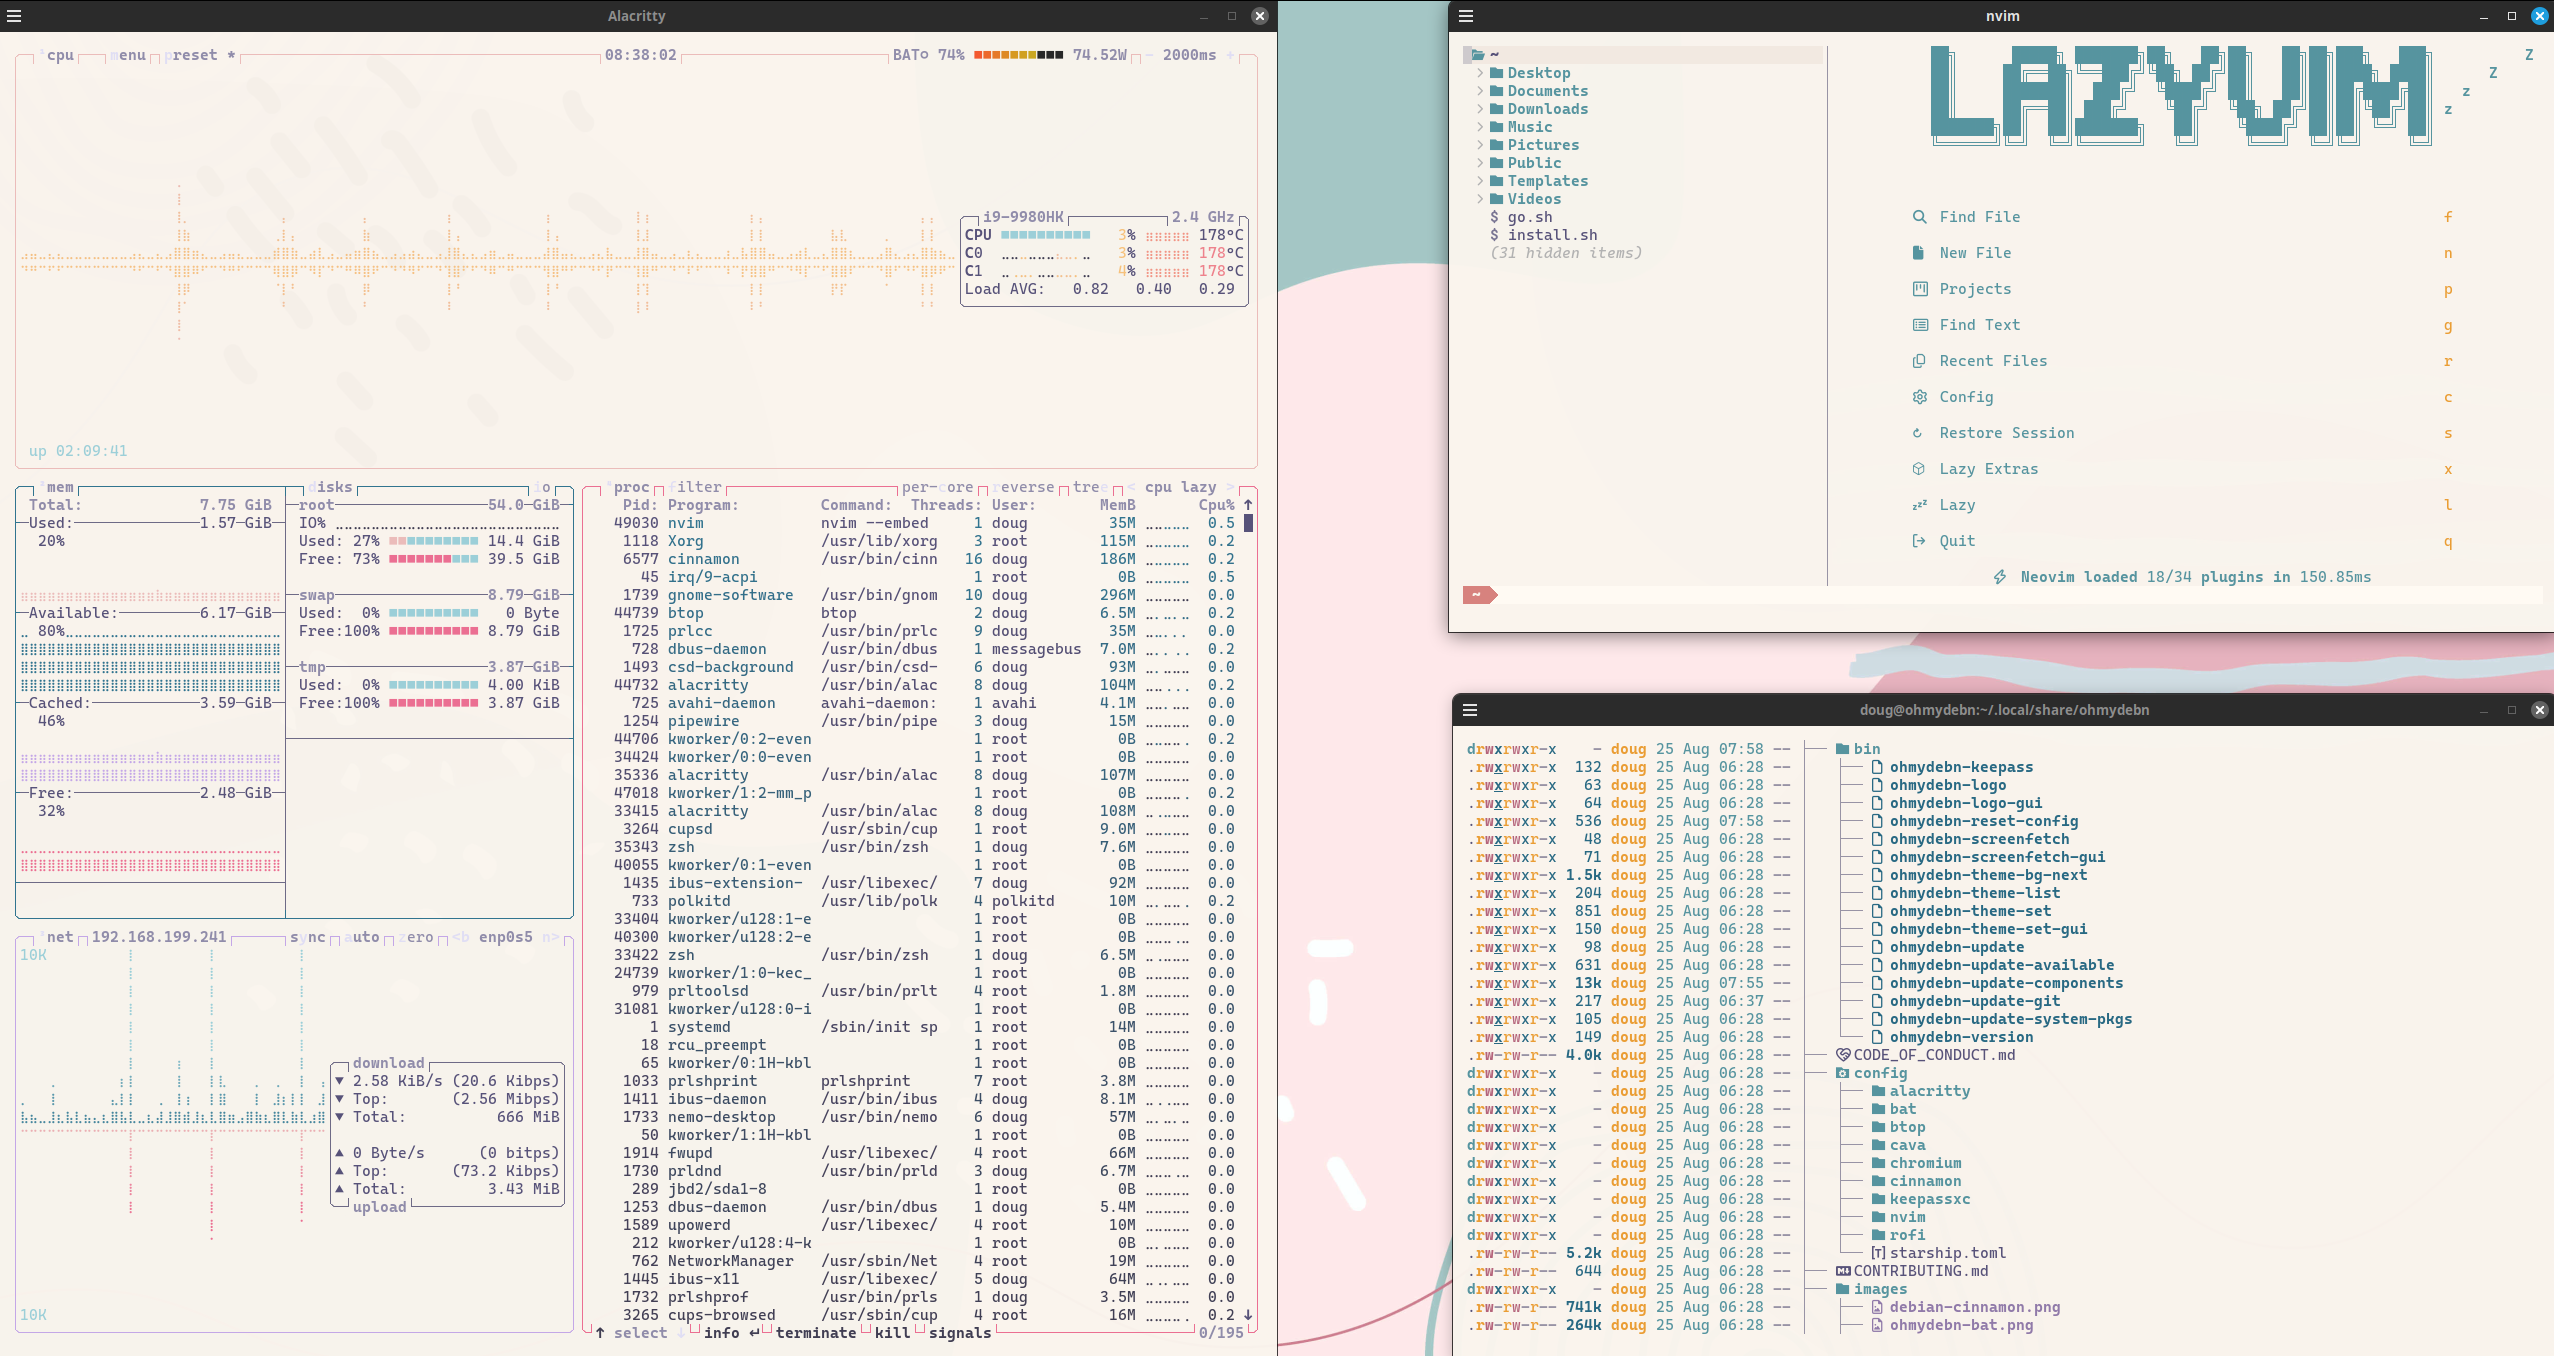 Alacritty
¹cpu menu preset * 08:38:02 BAT 74% 74.52W - 2000ms +
i9-9980HK 2.4 GHz
CPU 3% 178°C
C0 3% 178°C
C1 4% 178°C
Load AVG: 0.82 0.40 0.29
up 02:09:41
²mem
Total: 7.75 GiB
Used: 1.57 GiB
20%
Available: 6.17 GiB
80%
Cached: 3.59 GiB
46%
Free: 2.48 GiB
32%
disks io
root 54.0 GiB
IO%
Used: 27% 14.4 GiB
Free: 73% 39.5 GiB
swap 8.79 GiB
Used: 0% 0 Byte
Free:100% 8.79 GiB
tmp 3.87 GiB
Used: 0% 4.00 KiB
Free:100% 3.87 GiB
³net 192.168.199.241 sync auto zero <b enp0s5 n>
10K
download
▼ 2.58 KiB/s (20.6 Kibps)
▼ Top: (2.56 Mibps)
▼ Total: 666 MiB
▲ 0 Byte/s (0 bitps)
▲ Top: (73.2 Kibps)
▲ Total: 3.43 MiB
upload
10K
⁴proc filter per-core reverse tree < cpu lazy >
Pid: Program: Command: Threads: User: MemB Cpu% ↑
49030 nvim nvim --embed 1 doug 35M 0.5
1118 Xorg /usr/lib/xorg 3 root 115M 0.2
6577 cinnamon /usr/bin/cinn 16 doug 186M 0.2
45 irq/9-acpi 1 root 0B 0.5
1739 gnome-software /usr/bin/gnom 10 doug 296M 0.2
44739 btop btop 2 doug 6.5M 0.2
1725 prlcc /usr/bin/prlc 9 doug 35M 0.0
728 dbus-daemon /usr/bin/dbus 1 messagebus 7.0M 0.2
1493 csd-background /usr/bin/csd- 6 doug 93M 0.0
44732 alacritty /usr/bin/alac 8 doug 104M 0.2
725 avahi-daemon avahi-daemon: 1 avahi 4.1M 0.0
1254 pipewire /usr/bin/pipe 3 doug 15M 0.0
44706 kworker/0:2-even 1 root 0B 0.2
34424 kworker/0:0-even 1 root 0B 0.0
35336 alacritty /usr/bin/alac 8 doug 107M 0.0
47018 kworker/1:2-mm_p 1 root 0B 0.2
33415 alacritty /usr/bin/alac 8 doug 108M 0.0
3264 cupsd /usr/sbin/cup 1 root 9.0M 0.0
35343 zsh /usr/bin/zsh 1 doug 7.6M 0.0
40055 kworker/0:1-even 1 root 0B 0.0
1435 ibus-extension- /usr/libexec/ 7 doug 92M 0.0
733 polkitd /usr/lib/polk 4 polkitd 10M 0.2
33404 kworker/u128:1-e 1 root 0B 0.0
40300 kworker/u128:2-e 1 root 0B 0.0
33422 zsh /usr/bin/zsh 1 doug 6.5M 0.0
24739 kworker/1:0-kec_ 1 root 0B 0.0
979 prltoolsd /usr/bin/prlt 4 root 1.8M 0.0
31081 kworker/u128:0-i 1 root 0B 0.0
1 systemd /sbin/init sp 1 root 14M 0.0
18 rcu_preempt 1 root 0B 0.0
65 kworker/0:1H-kbl 1 root 0B 0.0
1033 prlshprint prlshprint 7 root 3.8M 0.0
1411 ibus-daemon /usr/bin/ibus 4 doug 8.1M 0.0
1733 nemo-desktop /usr/bin/nemo 6 doug 57M 0.0
50 kworker/1:1H-kbl 1 root 0B 0.0
1914 fwupd /usr/libexec/ 4 root 66M 0.0
1730 prldnd /usr/bin/prld 3 doug 6.7M 0.0
289 jbd2/sda1-8 1 root 0B 0.0
1253 dbus-daemon /usr/bin/dbus 1 doug 5.4M 0.0
1589 upowerd /usr/libexec/ 4 root 10M 0.0
212 kworker/u128:4-k 1 root 0B 0.0
762 NetworkManager /usr/sbin/Net 4 root 19M 0.0
1445 ibus-x11 /usr/libexec/ 5 doug 64M 0.0
1732 prlshprof /usr/bin/prls 1 doug 3.5M 0.0
3265 cups-browsed /usr/sbin/cup 4 root 16M 0.2 ↓
↑ select ↓ info ↵ terminate kill signals 0/195
nvim
~
> Desktop
> Documents
> Downloads
> Music
> Pictures
> Public
> Templates
> Videos
$ go.sh
$ install.sh
(31 hidden items)
LAZYVIM Z
Z
z
z
Find File f
New File n
Projects p
Find Text g
Recent Files r
Config c
Restore Session s
Lazy Extras x
Lazy l
Quit q
Neovim loaded 18/34 plugins in 150.85ms
~
doug@ohmydebn:~/.local/share/ohmydebn
drwxrwxr-x - doug 25 Aug 07:58 -- bin
.rwxrwxr-x 132 doug 25 Aug 06:28 -- ohmydebn-keepass
.rwxrwxr-x 63 doug 25 Aug 06:28 -- ohmydebn-logo
.rwxrwxr-x 64 doug 25 Aug 06:28 -- ohmydebn-logo-gui
.rwxrwxr-x 536 doug 25 Aug 07:58 -- ohmydebn-reset-config
.rwxrwxr-x 48 doug 25 Aug 06:28 -- ohmydebn-screenfetch
.rwxrwxr-x 71 doug 25 Aug 06:28 -- ohmydebn-screenfetch-gui
.rwxrwxr-x 1.5k doug 25 Aug 06:28 -- ohmydebn-theme-bg-next
.rwxrwxr-x 204 doug 25 Aug 06:28 -- ohmydebn-theme-list
.rwxrwxr-x 851 doug 25 Aug 06:28 -- ohmydebn-theme-set
.rwxrwxr-x 150 doug 25 Aug 06:28 -- ohmydebn-theme-set-gui
.rwxrwxr-x 98 doug 25 Aug 06:28 -- ohmydebn-update
.rwxrwxr-x 631 doug 25 Aug 06:28 -- ohmydebn-update-available
.rwxrwxr-x 13k doug 25 Aug 07:55 -- ohmydebn-update-components
.rwxrwxr-x 217 doug 25 Aug 06:37 -- ohmydebn-update-git
.rwxrwxr-x 105 doug 25 Aug 06:28 -- ohmydebn-update-system-pkgs
.rwxrwxr-x 149 doug 25 Aug 06:28 -- ohmydebn-version
.rw-rw-r-- 4.0k doug 25 Aug 06:28 -- CODE_OF_CONDUCT.md
drwxrwxr-x - doug 25 Aug 06:28 -- config
drwxrwxr-x - doug 25 Aug 06:28 -- alacritty
drwxrwxr-x - doug 25 Aug 06:28 -- bat
drwxrwxr-x - doug 25 Aug 06:28 -- btop
drwxrwxr-x - doug 25 Aug 06:28 -- cava
drwxrwxr-x - doug 25 Aug 06:28 -- chromium
drwxrwxr-x - doug 25 Aug 06:28 -- cinnamon
drwxrwxr-x - doug 25 Aug 06:28 -- keepassxc
drwxrwxr-x - doug 25 Aug 06:28 -- nvim
drwxrwxr-x - doug 25 Aug 06:28 -- rofi
.rw-rw-r-- 5.2k doug 25 Aug 06:28 -- starship.toml
.rw-rw-r-- 644 doug 25 Aug 06:28 -- CONTRIBUTING.md
drwxrwxr-x - doug 25 Aug 06:28 -- images
.rw-rw-r-- 741k doug 25 Aug 06:28 -- debian-cinnamon.png
.rw-rw-r-- 264k doug 25 Aug 06:28 -- ohmydebn-bat.png